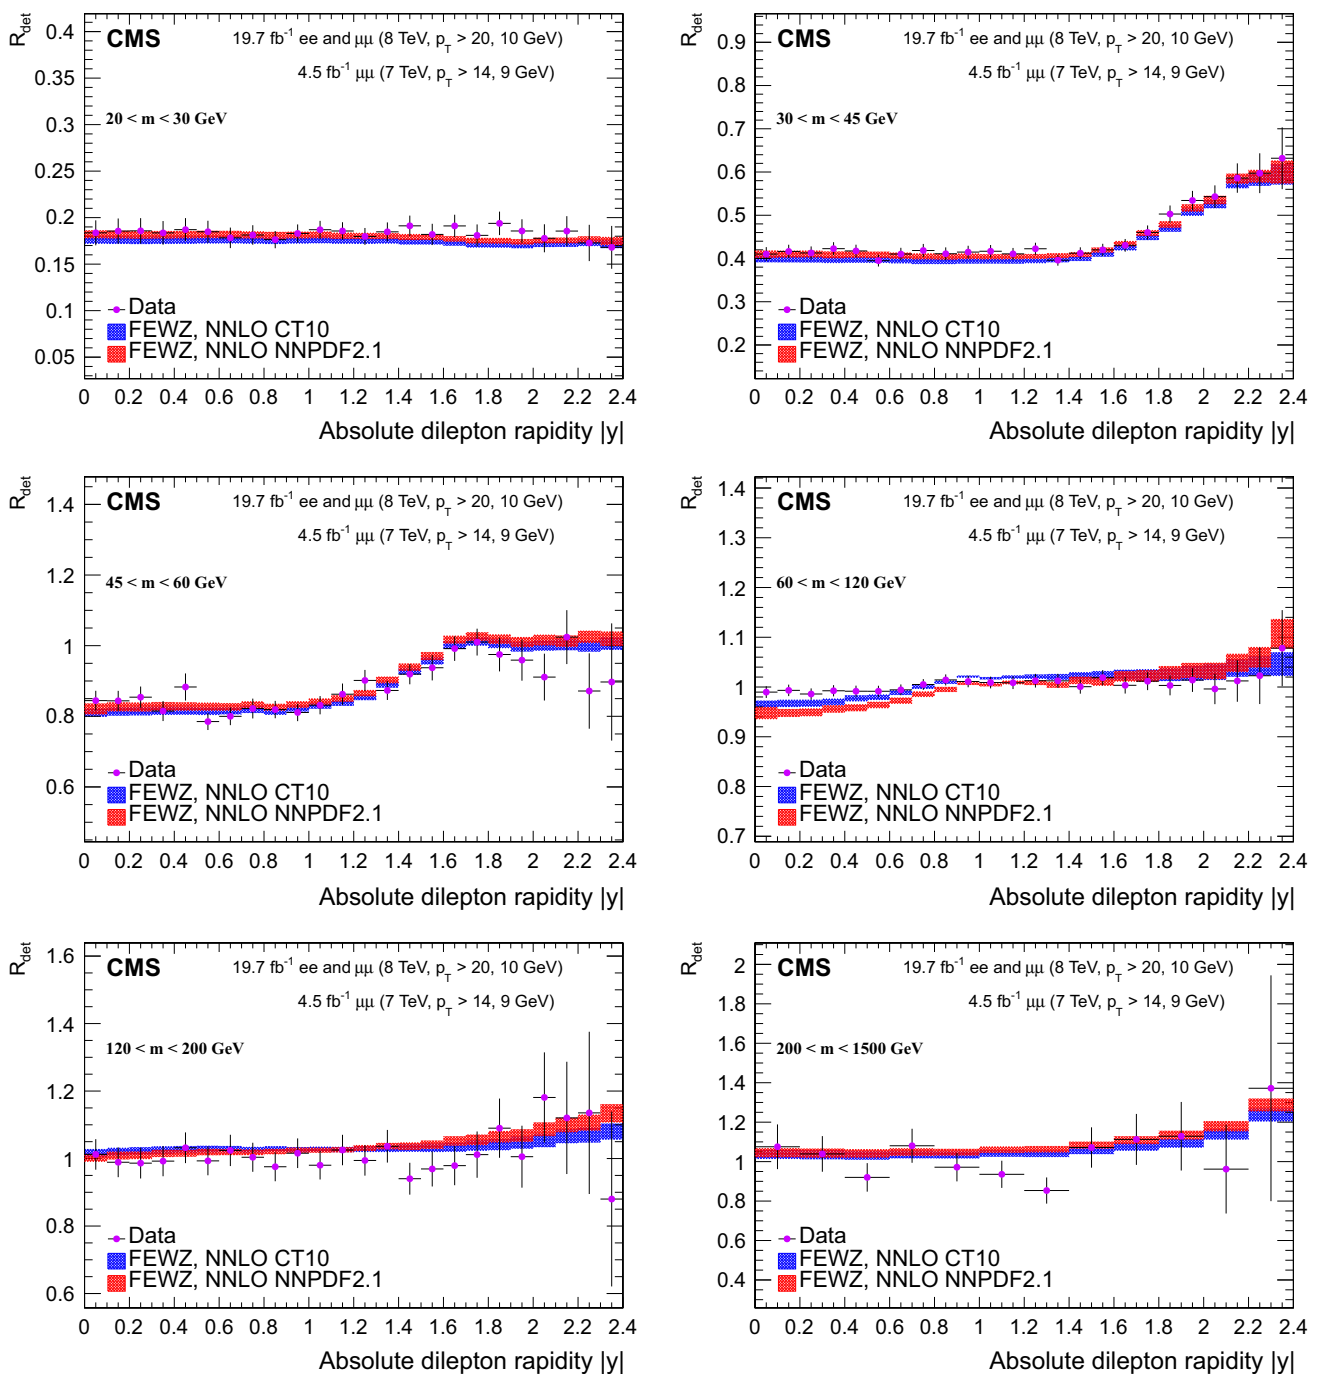 R_det
0.4
0.35
0.3
0.25
0.2
0.15
0.1
0.05
CMS
19.7 fb⁻¹ ee and μμ (8 TeV, p_T > 20, 10 GeV)
4.5 fb⁻¹ μμ (7 TeV, p_T > 14, 9 GeV)
20 < m < 30 GeV
Data
FEWZ, NNLO CT10
FEWZ, NNLO NNPDF2.1
0 0.2 0.4 0.6 0.8 1 1.2 1.4 1.6 1.8 2 2.2 2.4
Absolute dilepton rapidity |y|
R_det
0.9
0.8
0.7
0.6
0.5
0.4
0.3
0.2
CMS
19.7 fb⁻¹ ee and μμ (8 TeV, p_T > 20, 10 GeV)
4.5 fb⁻¹ μμ (7 TeV, p_T > 14, 9 GeV)
30 < m < 45 GeV
Data
FEWZ, NNLO CT10
FEWZ, NNLO NNPDF2.1
0 0.2 0.4 0.6 0.8 1 1.2 1.4 1.6 1.8 2 2.2 2.4
Absolute dilepton rapidity |y|
R_det
1.4
1.2
1
0.8
0.6
CMS
19.7 fb⁻¹ ee and μμ (8 TeV, p_T > 20, 10 GeV)
4.5 fb⁻¹ μμ (7 TeV, p_T > 14, 9 GeV)
45 < m < 60 GeV
Data
FEWZ, NNLO CT10
FEWZ, NNLO NNPDF2.1
0 0.2 0.4 0.6 0.8 1 1.2 1.4 1.6 1.8 2 2.2 2.4
Absolute dilepton rapidity |y|
R_det
1.4
1.3
1.2
1.1
1
0.9
0.8
0.7
CMS
19.7 fb⁻¹ ee and μμ (8 TeV, p_T > 20, 10 GeV)
4.5 fb⁻¹ μμ (7 TeV, p_T > 14, 9 GeV)
60 < m < 120 GeV
Data
FEWZ, NNLO CT10
FEWZ, NNLO NNPDF2.1
0 0.2 0.4 0.6 0.8 1 1.2 1.4 1.6 1.8 2 2.2 2.4
Absolute dilepton rapidity |y|
R_det
1.6
1.4
1.2
1
0.8
0.6
CMS
19.7 fb⁻¹ ee and μμ (8 TeV, p_T > 20, 10 GeV)
4.5 fb⁻¹ μμ (7 TeV, p_T > 14, 9 GeV)
120 < m < 200 GeV
Data
FEWZ, NNLO CT10
FEWZ, NNLO NNPDF2.1
0 0.2 0.4 0.6 0.8 1 1.2 1.4 1.6 1.8 2 2.2 2.4
Absolute dilepton rapidity |y|
R_det
2
1.8
1.6
1.4
1.2
1
0.8
0.6
0.4
CMS
19.7 fb⁻¹ ee and μμ (8 TeV, p_T > 20, 10 GeV)
4.5 fb⁻¹ μμ (7 TeV, p_T > 14, 9 GeV)
200 < m < 1500 GeV
Data
FEWZ, NNLO CT10
FEWZ, NNLO NNPDF2.1
0 0.2 0.4 0.6 0.8 1 1.2 1.4 1.6 1.8 2 2.2 2.4
Absolute dilepton rapidity |y|